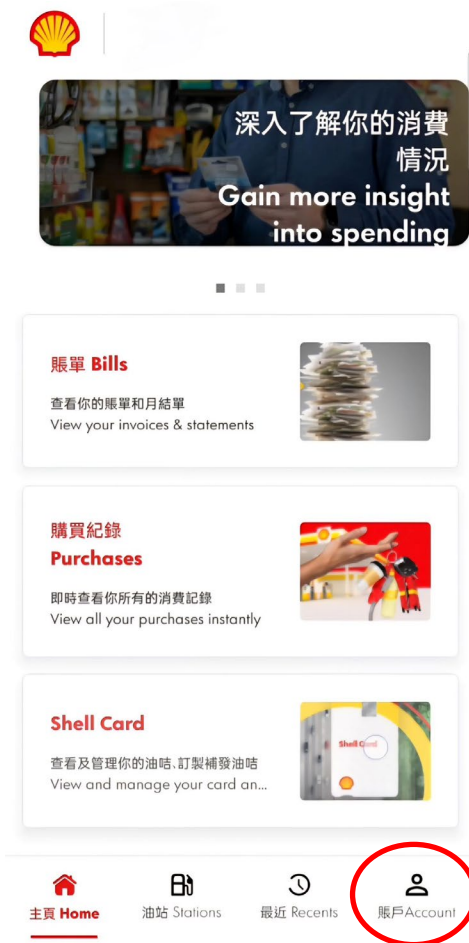 深入了解你的消費
情況
Gain more insight
into spending
賬單 Bills
查看你的賬單和月結單
View your invoices & statements
購買紀錄
Purchases
即時查看你所有的消費記錄
View all your purchases instantly
Shell Card
查看及管理你的油咭、訂製補發油咭
View and manage your card an...
Shell Card
主頁 Home
油站 Stations
最近 Recents
賬戶Account